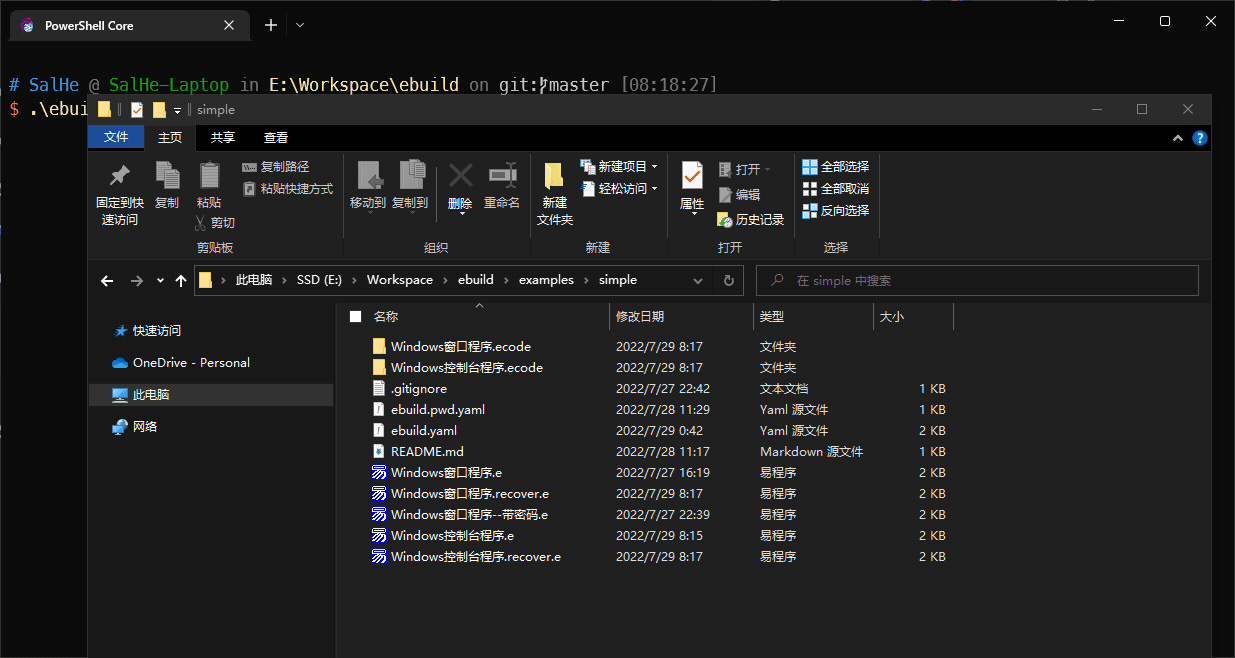 PowerShell Core
# SalHe @ SalHe-Laptop in E:\Workspace\ebuild on git:master [08:18:27]
$ .\ebui
simple
文件 主页 共享 查看
固定到快速访问
复制
粘贴
复制路径
粘贴快捷方式
剪切
剪贴板
移动到
复制到
删除
重命名
组织
新建文件夹
新建项目
轻松访问
新建
属性
打开
编辑
历史记录
打开
全部选择
全部取消
反向选择
选择
此电脑 › SSD (E:) › Workspace › ebuild › examples › simple
在 simple 中搜索
快速访问
OneDrive - Personal
此电脑
网络
名称 修改日期 类型 大小
Windows窗口程序.ecode 2022/7/29 8:17 文件夹
Windows控制台程序.ecode 2022/7/29 8:17 文件夹
.gitignore 2022/7/27 22:42 文本文档 1 KB
ebuild.pwd.yaml 2022/7/28 11:29 Yaml 源文件 1 KB
ebuild.yaml 2022/7/29 0:42 Yaml 源文件 2 KB
README.md 2022/7/28 11:17 Markdown 源文件 1 KB
Windows窗口程序.e 2022/7/27 16:19 易程序 2 KB
Windows窗口程序.recover.e 2022/7/29 8:17 易程序 2 KB
Windows窗口程序--带密码.e 2022/7/27 22:39 易程序 2 KB
Windows控制台程序.e 2022/7/29 8:15 易程序 2 KB
Windows控制台程序.recover.e 2022/7/29 8:17 易程序 2 KB